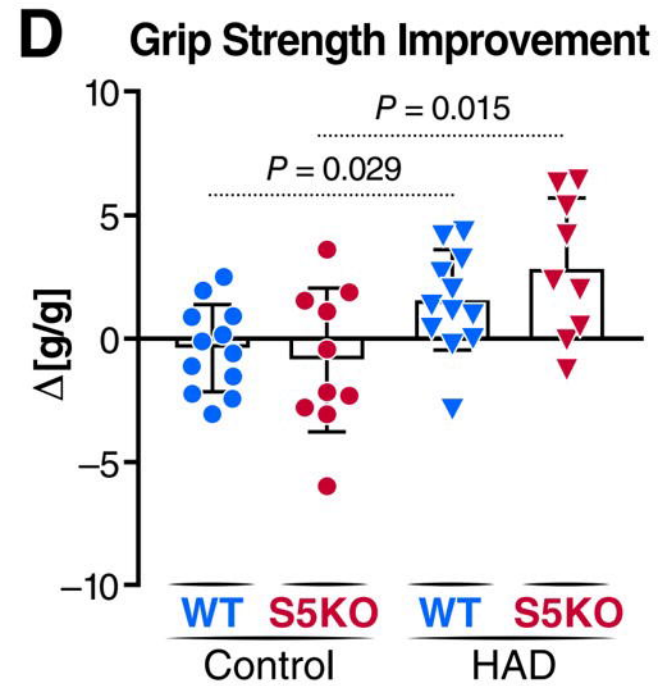 D Grip Strength Improvement
10
P = 0.015
P = 0.029
5
Δ[g/g]
0
−5
−10
WT S5KO WT S5KO
Control HAD